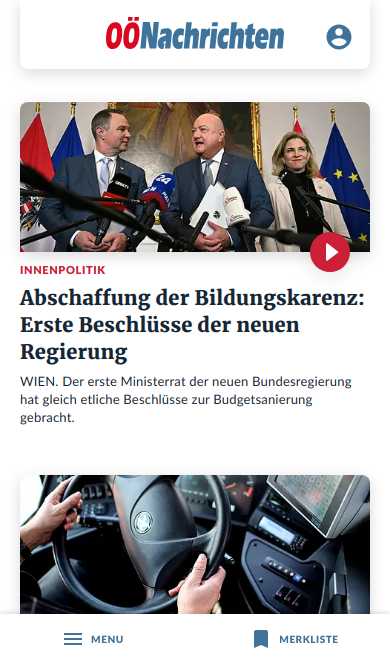 OÖNachrichten
24
INNENPOLITIK
Abschaffung der Bildungskarenz:
Erste Beschlüsse der neuen
Regierung
WIEN. Der erste Ministerrat der neuen Bundesregierung
hat gleich etliche Beschlüsse zur Budgetsanierung
gebracht.
MENU
MERKLISTE